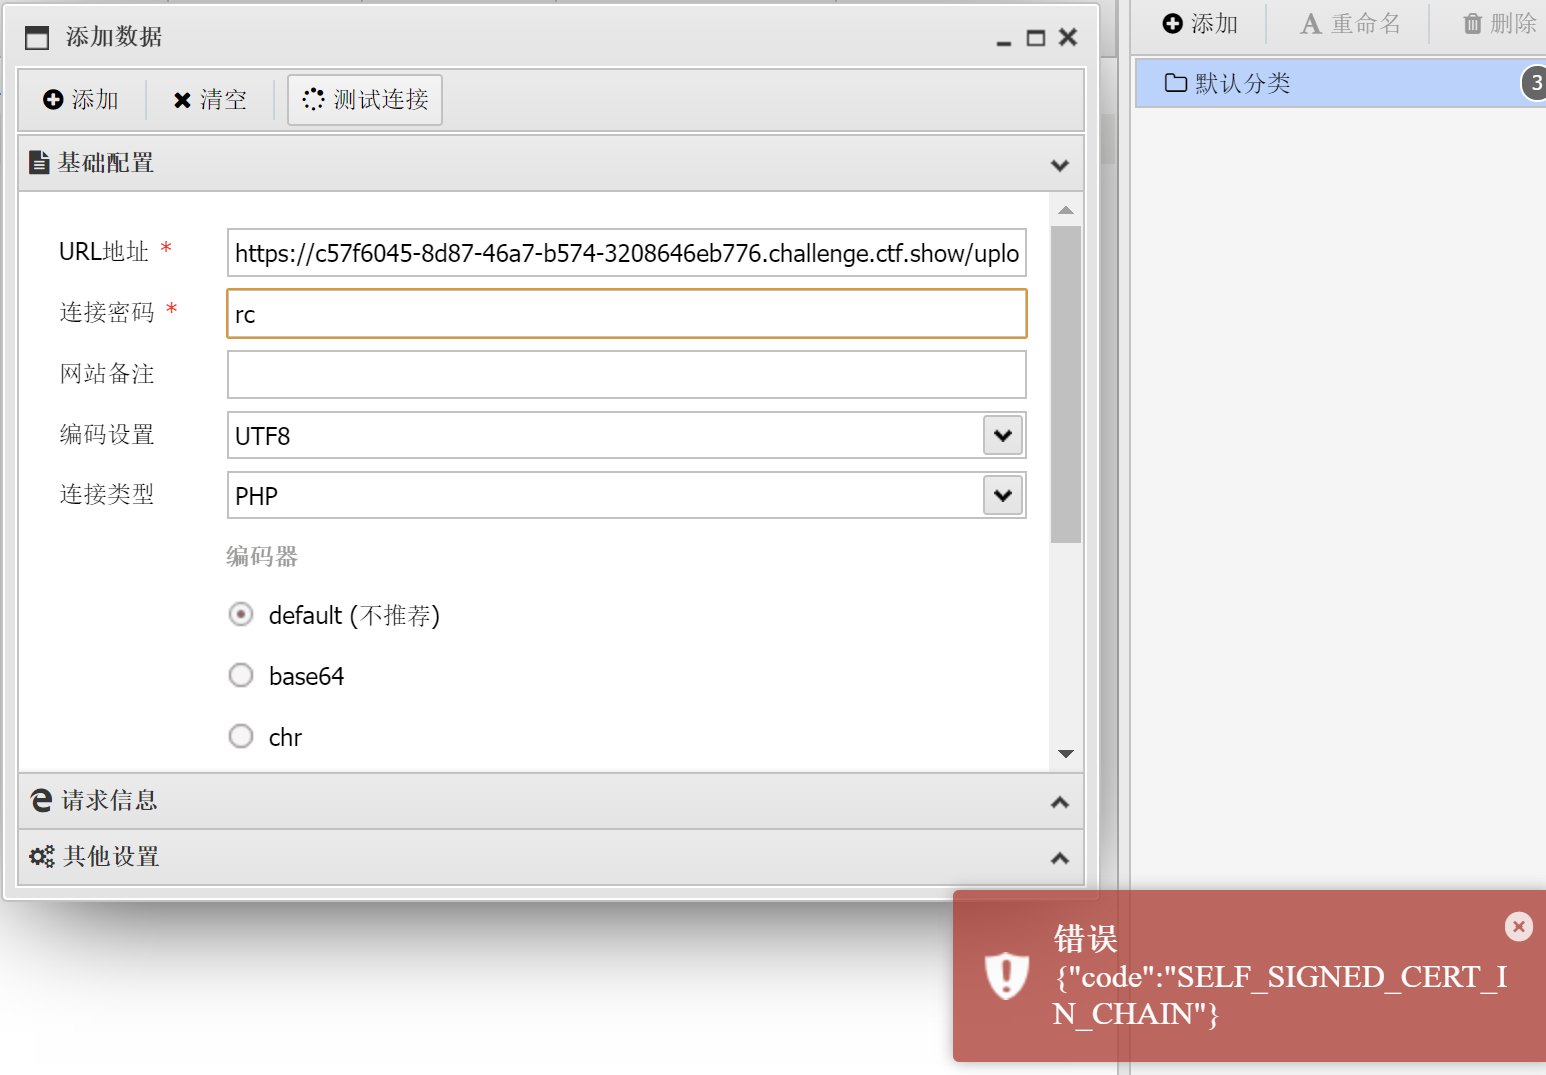 添加数据
添加 清空 测试连接
基础配置
URL地址 * https://c57f6045-8d87-46a7-b574-3208646eb776.challenge.ctf.show/uplo
连接密码 * rc
网站备注
编码设置 UTF8
连接类型 PHP
编码器
default (不推荐)
base64
chr
请求信息
其他设置
添加 A 重命名 删除
默认分类 3
错误
{"code":"SELF_SIGNED_CERT_I
N_CHAIN"}